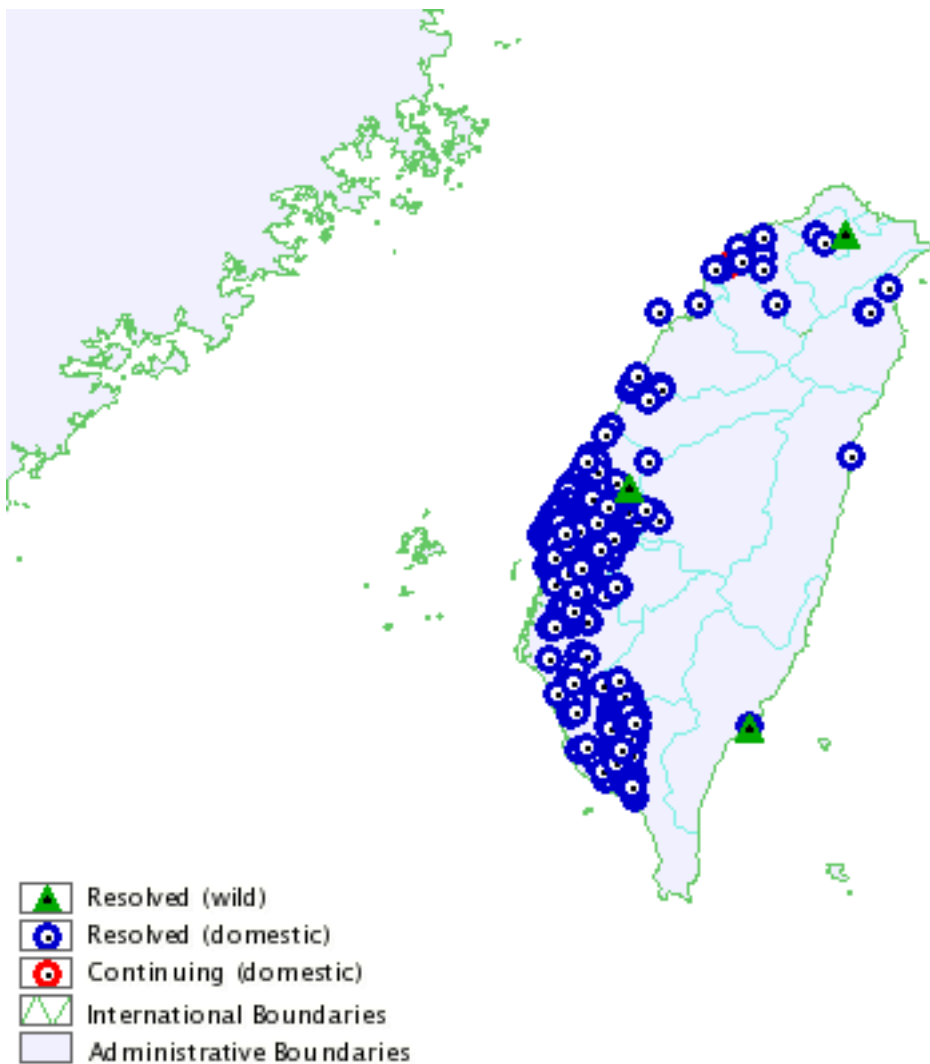 Resolved (wild)
Resolved (domestic)
Continuing (domestic)
International Boundaries
Administrative Boundaries